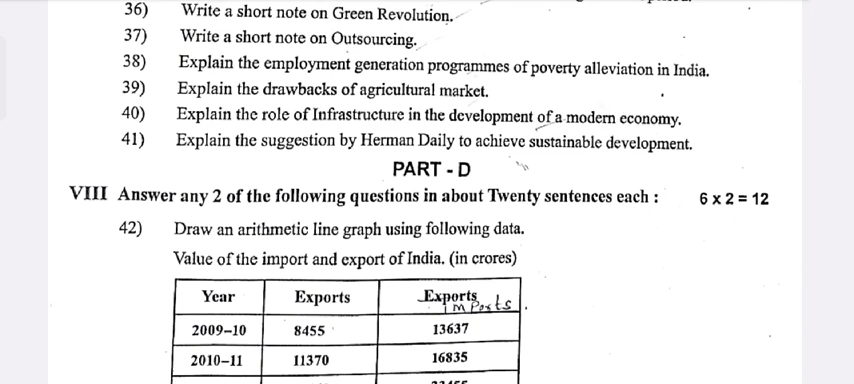 36) Write a short note on Green Revolution.
37) Write a short note on Outsourcing.
38) Explain the employment generation programmes of poverty alleviation in India.
39) Explain the drawbacks of agricultural market.
40) Explain the role of Infrastructure in the development of a modern economy.
41) Explain the suggestion by Herman Daily to achieve sustainable development.
PART - D
VIII Answer any 2 of the following questions in about Twenty sentences each : 6 x 2 = 12
42) Draw an arithmetic line graph using following data.
Value of the import and export of India. (in crores)
Year Exports Exports
Imports
2009–10 8455 13637
2010–11 11370 16835